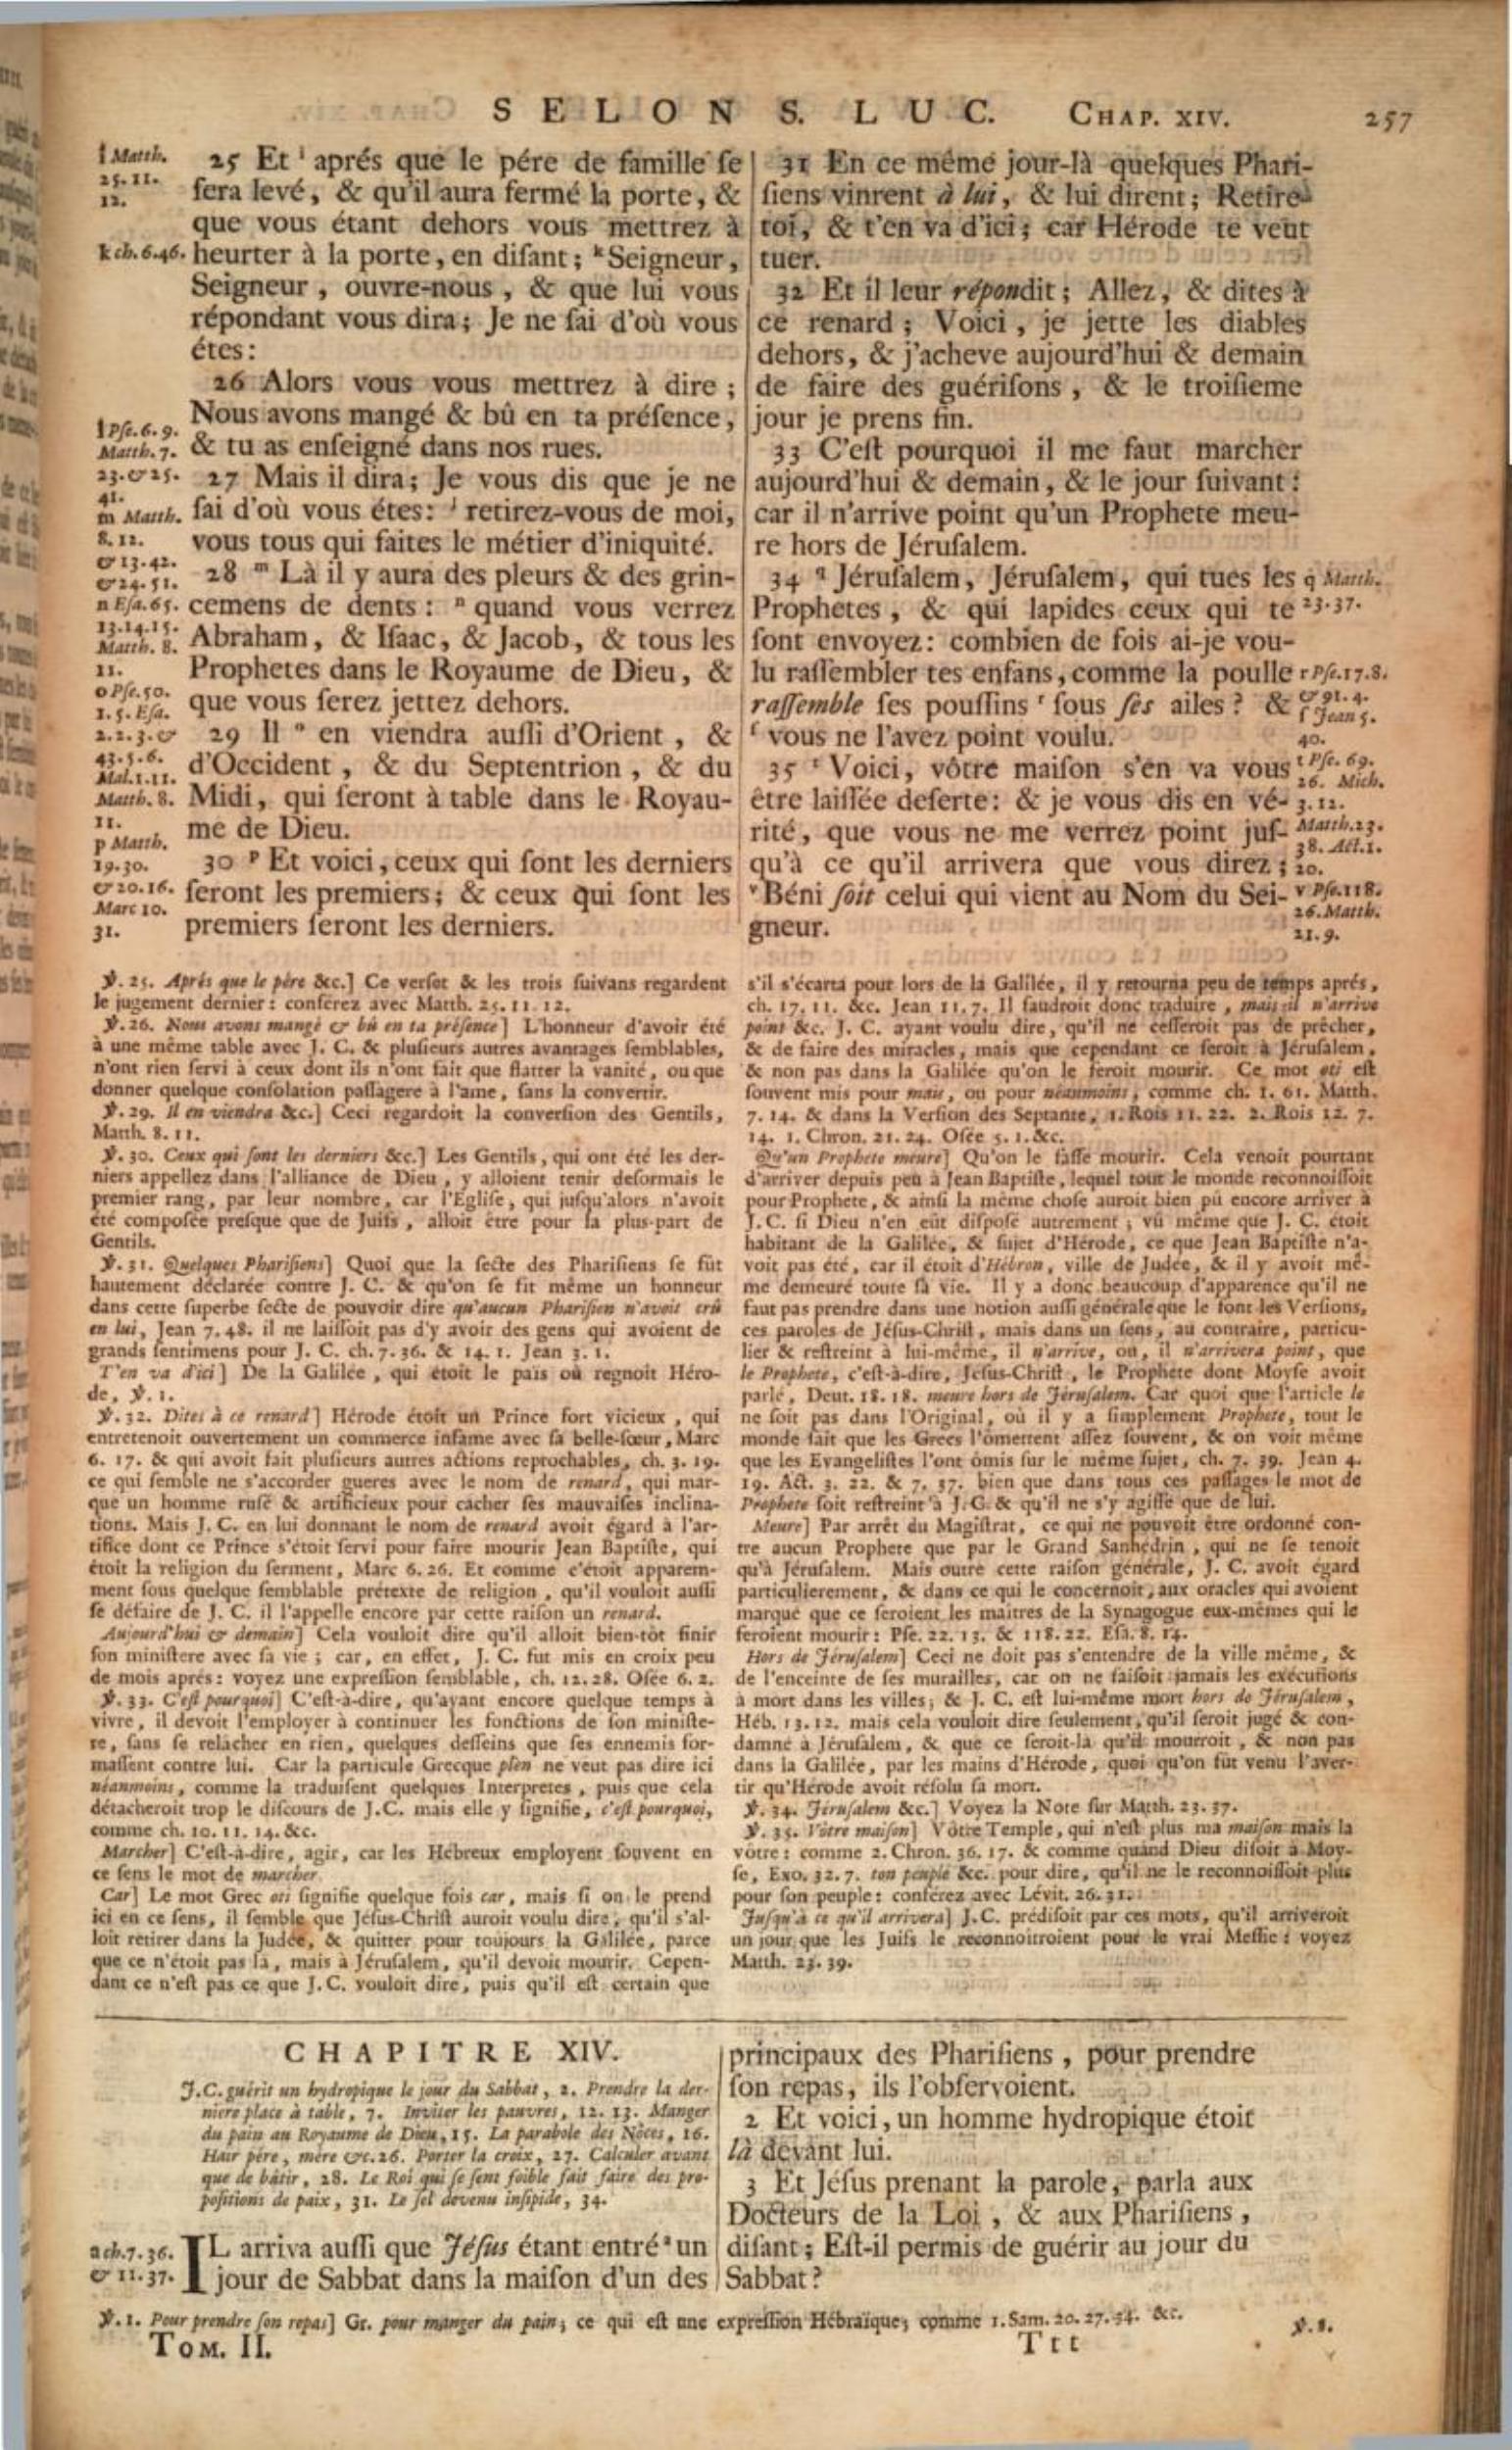 SELON S. LUC. CHAP. XIV. 257
25 Et ⁱ aprés que le pére de famille se
sera levé, & qu'il aura fermé la porte, &
que vous étant dehors vous mettrez à
heurter à la porte, en disant; ᵏ Seigneur,
Seigneur, ouvre-nous, & que lui vous
répondant vous dira; Je ne sai d'où vous
étes:
26 Alors vous vous mettrez à dire;
Nous avons mangé & bû en ta présence,
& tu as enseigné dans nos rues.
27 Mais il dira; Je vous dis que je ne
sai d'où vous étes: ˡ retirez-vous de moi,
vous tous qui faites le métier d'iniquité.
28 ᵐ Là il y aura des pleurs & des grin-
cemens de dents: ⁿ quand vous verrez
Abraham, & Isaac, & Jacob, & tous les
Prophetes dans le Royaume de Dieu, &
que vous serez jettez dehors.
29 Il ᵒ en viendra aussi d'Orient, &
d'Occident, & du Septentrion, & du
Midi, qui seront à table dans le Royau-
me de Dieu.
30 ᵖ Et voici, ceux qui sont les derniers
seront les premiers; & ceux qui sont les
premiers seront les derniers.
i Matth.
25. 11.
12.
k ch. 6. 46.
l Pse. 6. 9.
Matth. 7.
23. & 25.
41.
m Matth.
8. 12.
& 13. 42.
& 24. 51.
n Esa. 65.
13. 14. 15.
Matth. 8.
11.
o Pse. 50.
1. 5. Esa.
2. 2. 3. &
43. 5. 6.
Mal. 1. 11.
Matth. 8.
11.
p Matth.
19. 30.
& 20. 16.
Marc 10.
31.
31 En ce même jour-là quelques Phari-
siens vinrent à lui, & lui dirent; Retire-
toi, & t'en va d'ici; car Hérode te veut
tuer.
32 Et il leur répondit; Allez, & dites à
ce renard; Voici, je jette les diables
dehors, & j'acheve aujourd'hui & demain
de faire des guérisons, & le troisieme
jour je prens fin.
33 C'est pourquoi il me faut marcher
aujourd'hui & demain, & le jour suivant:
car il n'arrive point qu'un Prophete meu-
re hors de Jérusalem.
34 q Jérusalem, Jérusalem, qui tues les
Prophetes, & qui lapides ceux qui te
sont envoyez: combien de fois ai-je vou-
lu rassembler tes enfans, comme la poulle
rassemble ses poussins ʳ sous ses ailes? &
ˢ vous ne l'avez point voulu.
35 ᵗ Voici, vôtre maison s'en va vous
être laissée deserte: & je vous dis en vé-
rité, que vous ne me verrez point jus-
qu'à ce qu'il arrivera que vous direz;
ᵛ Béni soit celui qui vient au Nom du Sei-
gneur.
q Matth.
23. 37.
r Pse. 17. 8.
& 91. 4.
s Jean 5.
40.
t Pse. 69.
26. Mich.
3. 12.
Matth. 23.
38. Act. 1.
20.
v Pse. 118.
26. Matth.
21. 9.
℣. 25. Aprés que le pére &c.] Ce verset & les trois suivans regardent
le jugement dernier: conférez avec Matth. 25. 11. 12.
℣. 26. Nous avons mangé & bû en ta présence] L'honneur d'avoir été
à une même table avec J. C. & plusieurs autres avantages semblables,
n'ont rien servi à ceux dont ils n'ont fait que flatter la vanité, ou que
donner quelque consolation passagere à l'ame, sans la convertir.
℣. 29. Il en viendra &c.] Ceci regardoit la conversion des Gentils,
Matth. 8. 11.
℣. 30. Ceux qui sont les derniers &c.] Les Gentils, qui ont été les der-
niers appellez dans l'alliance de Dieu, y alloient tenir desormais le
premier rang, par leur nombre, car l'Eglise, qui jusqu'alors n'avoit
été composée presque que de Juifs, alloit être pour la plus-part de
Gentils.
℣. 31. Quelques Pharisiens] Quoi que la secte des Pharisiens se fût
hautement déclarée contre J. C. & qu'on se fit même un honneur
dans cette superbe secte de pouvoir dire qu'aucun Pharisien n'avoit crû
en lui, Jean 7. 48. il ne laissoit pas d'y avoir des gens qui avoient de
grands sentimens pour J. C. ch. 7. 36. & 14. 1. Jean 3. 1.
T'en va d'ici] De la Galilée, qui étoit le païs où regnoit Héro-
de, ℣. 1.
℣. 32. Dites à ce renard] Hérode étoit un Prince fort vicieux, qui
entretenoit ouvertement un commerce infame avec sa belle-sœur, Marc
6. 17. & qui avoit fait plusieurs autres actions reprochables, ch. 3. 19.
ce qui semble ne s'accorder gueres avec le nom de renard, qui mar-
que un homme rusé & artificieux pour cacher ses mauvaises inclina-
tions. Mais J. C. en lui donnant le nom de renard avoit égard à l'ar-
tifice dont ce Prince s'étoit servi pour faire mourir Jean Baptiste, qui
étoit la religion du serment, Marc 6. 26. Et comme c'étoit apparem-
ment sous quelque semblable prétexte de religion, qu'il vouloit aussi
se défaire de J. C. il l'appelle encore par cette raison un renard.
Aujourd'hui & demain] Cela vouloit dire qu'il alloit bien-tôt finir
son ministere avec sa vie; car, en effet, J. C. fut mis en croix peu
de mois aprés: voyez une expression semblable, ch. 12. 28. Osée 6. 2.
℣. 33. C'est pourquoi] C'est-à-dire, qu'ayant encore quelque temps à
vivre, il devoit l'employer à continuer les fonctions de son ministe-
re, sans se relâcher en rien, quelques desseins que ses ennemis for-
massent contre lui. Car la particule Grecque plen ne veut pas dire ici
néanmoins, comme la traduisent quelques Interpretes, puis que cela
détacheroit trop le discours de J.C. mais elle y signifie, c'est pourquoi,
comme ch. 10. 11. 14. &c.
Marcher] C'est-à-dire, agir, car les Hébreux employent souvent en
ce sens le mot de marcher.
Car] Le mot Grec oti signifie quelque fois car, mais si on le prend
ici en ce sens, il semble que Jésus-Christ auroit voulu dire, qu'il s'al-
loit retirer dans la Judée, & quitter pour toujours la Galilée, parce
que ce n'étoit pas là, mais à Jérusalem, qu'il devoit mourir. Cepen-
dant ce n'est pas ce que J.C. vouloit dire, puis qu'il est certain que
s'il s'écarta pour lors de la Galilée, il y retourna peu de temps aprés,
ch. 17. 11. &c. Jean 11. 7. Il faudroit donc traduire, mais il n'arrive
point &c. J. C. ayant voulu dire, qu'il ne cesseroit pas de prêcher,
& de faire des miracles, mais que cependant ce seroit à Jérusalem,
& non pas dans la Galilée qu'on le feroit mourir. Ce mot oti est
souvent mis pour mais, ou pour néanmoins, comme ch. 1. 61. Matth.
7. 14. & dans la Version des Septante, 1. Rois 11. 22. 2. Rois 12. 7.
14. 1. Chron. 21. 24. Osée 5. 1. &c.
Qu'un Prophete meure] Qu'on le fasse mourir. Cela venoit pourtant
d'arriver depuis peu à Jean Baptiste, lequel tout le monde reconnoissoit
pour Prophete, & ainsi la même chose auroit bien pû encore arriver à
J. C. si Dieu n'en eût disposé autrement; vû même que J. C. étoit
habitant de la Galilée, & sujet d'Hérode, ce que Jean Baptiste n'a-
voit pas été, car il étoit d'Hébron, ville de Judée, & il y avoit mê-
me demeuré toute sa vie. Il y a donc beaucoup d'apparence qu'il ne
faut pas prendre dans une notion aussi générale que le font les Versions,
ces paroles de Jésus-Christ, mais dans un sens, au contraire, particu-
lier & restreint à lui-même, il n'arrive, ou, il n'arrivera point, que
le Prophete, c'est-à-dire, Jésus-Christ, le Prophete dont Moyse avoit
parlé, Deut. 18. 18. meure hors de Jérusalem. Car quoi que l'article le
ne soit pas dans l'Original, où il y a simplement Prophete, tout le
monde sait que les Grecs l'ômettent assez souvent, & on voit même
que les Evangelistes l'ont ômis sur le même sujet, ch. 7. 39. Jean 4.
19. Act. 3. 22. & 7. 37. bien que dans tous ces passages le mot de
Prophete soit restreint à J. C. & qu'il ne s'y agisse que de lui.
Meure] Par arrêt du Magistrat, ce qui ne pouvoit être ordonné con-
tre aucun Prophete que par le Grand Sanhédrin, qui ne se tenoit
qu'à Jérusalem. Mais outre cette raison générale, J. C. avoit égard
particulierement, & dans ce qui le concernoit, aux oracles qui avoient
marqué que ce seroient les maîtres de la Synagogue eux-mêmes qui le
feroient mourir: Pse. 22. 13. & 118. 22. Esa. 8. 14.
Hors de Jérusalem] Ceci ne doit pas s'entendre de la ville même, &
de l'enceinte de ses murailles, car on ne faisoit jamais les exécutions
à mort dans les villes; & J. C. est lui-même mort hors de Jérusalem,
Héb. 13. 12. mais cela vouloit dire seulement, qu'il seroit jugé & con-
damné à Jérusalem, & que ce seroit-là qu'il mourroit, & non pas
dans la Galilée, par les mains d'Hérode, quoi qu'on fût venu l'aver-
tir qu'Hérode avoit résolu sa mort.
℣. 34. Jérusalem &c.] Voyez la Note sur Matth. 23. 37.
℣. 35. Vôtre maison] Vôtre Temple, qui n'est plus ma maison mais la
vôtre: comme 2. Chron. 36. 17. & comme quand Dieu disoit à Moy-
se, Exo. 32. 7. ton peuple &c. pour dire, qu'il ne le reconnoissoit plus
pour son peuple: conférez avec Lévit. 26. 31.
Jusqu'à ce qu'il arrivera] J.C. prédisoit par ces mots, qu'il arriveroit
un jour que les Juifs le reconnoitroient pour le vrai Messie: voyez
Matth. 23. 39.
CHAPITRE XIV.
J.C. guérit un hydropique le jour du Sabbat, 2. Prendre la der-
niere place à table, 7. Inviter les pauvres, 12. 13. Manger
du pain au Royaume de Dieu, 15. La parabole des Nôces, 16.
Haïr pére, mére &c. 26. Porter la croix, 27. Calculer avant
que de bâtir, 28. Le Roi qui se sent foible fait faire des pro-
positions de paix, 31. Le sel devenu insipide, 34.
a ch. 7. 36.
& 11. 37.
IL arriva aussi que Jésus étant entré ᵃ un
jour de Sabbat dans la maison d'un des
principaux des Pharisiens, pour prendre
son repas, ils l'observoient.
2 Et voici, un homme hydropique étoit
là devant lui.
3 Et Jésus prenant la parole, parla aux
Docteurs de la Loi, & aux Pharisiens,
disant; Est-il permis de guérir au jour du
Sabbat?
℣. 1. Pour prendre son repas] Gr. pour manger du pain; ce qui est une expression Hébraïque; comme 1. Sam. 20. 27. 34. &c.
TOM. II. Ttt